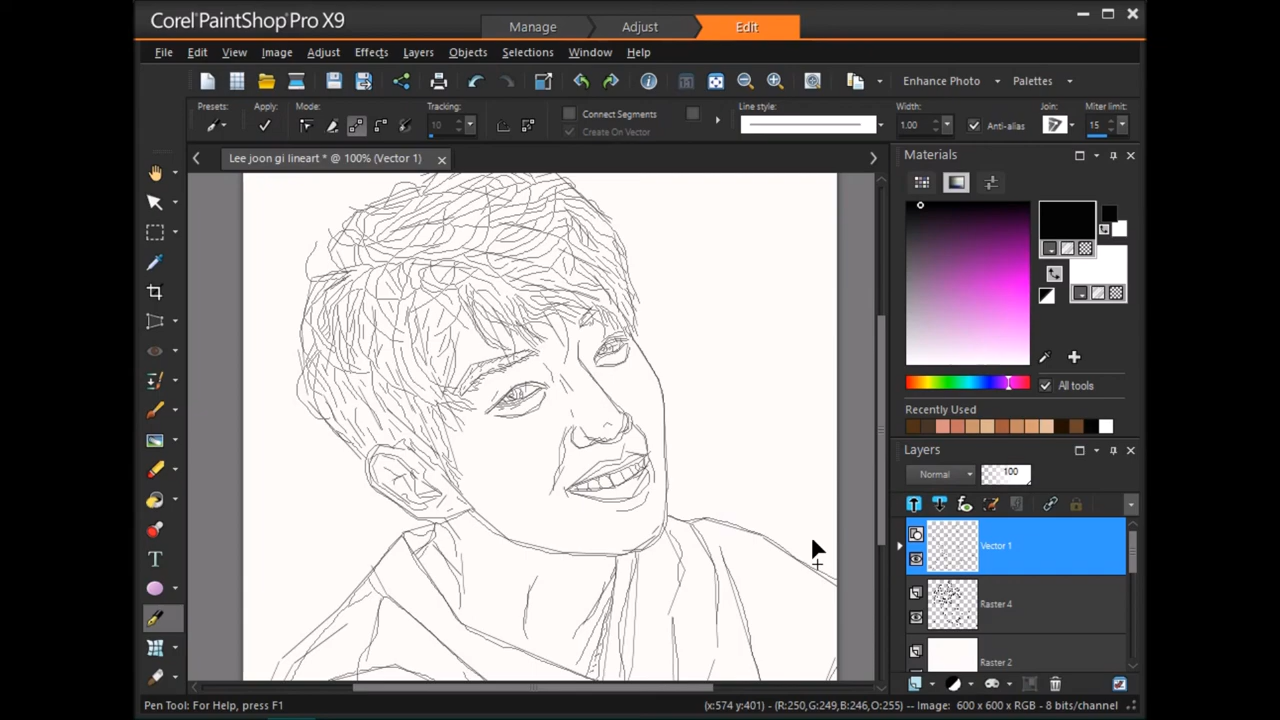 Corel PaintShop Pro X9
Manage Adjust Edit
File Edit View Image Adjust Effects Layers Objects Selections Window Help
Enhance Photo Palettes
Presets: Apply: Mode: Tracking: Connect Segments Line style: Width: Join: Miter limit:
10 Create On Vector 1.00 Anti-alias 15
Lee joon gi lineart * @ 100% (Vector 1)
Materials
All tools
Recently Used
Layers
Normal 100
Vector 1
Raster 4
Raster 2
T
Pen Tool: For Help, press F1 (x:574 y:401) - (R:250,G:249,B:246,O:255) -- Image: 600 x 600 x RGB - 8 bits/channel